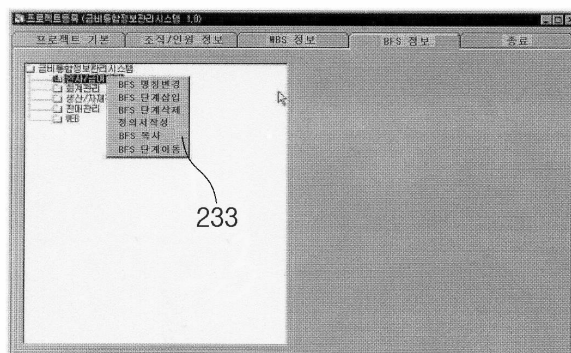 프로젝트등록 (금비통합정보관리시스템 1.0)
프로젝트 기본 조직/인원 정보 WBS 정보 BFS 정보 종료
금비통합정보관리시스템
인사/급여
회계관리
생산/자재
판매관리
WEB
BFS 명칭변경
BFS 단계삽입
BFS 단계삭제
정의서작성
BFS 복사
BFS 단계이동
233